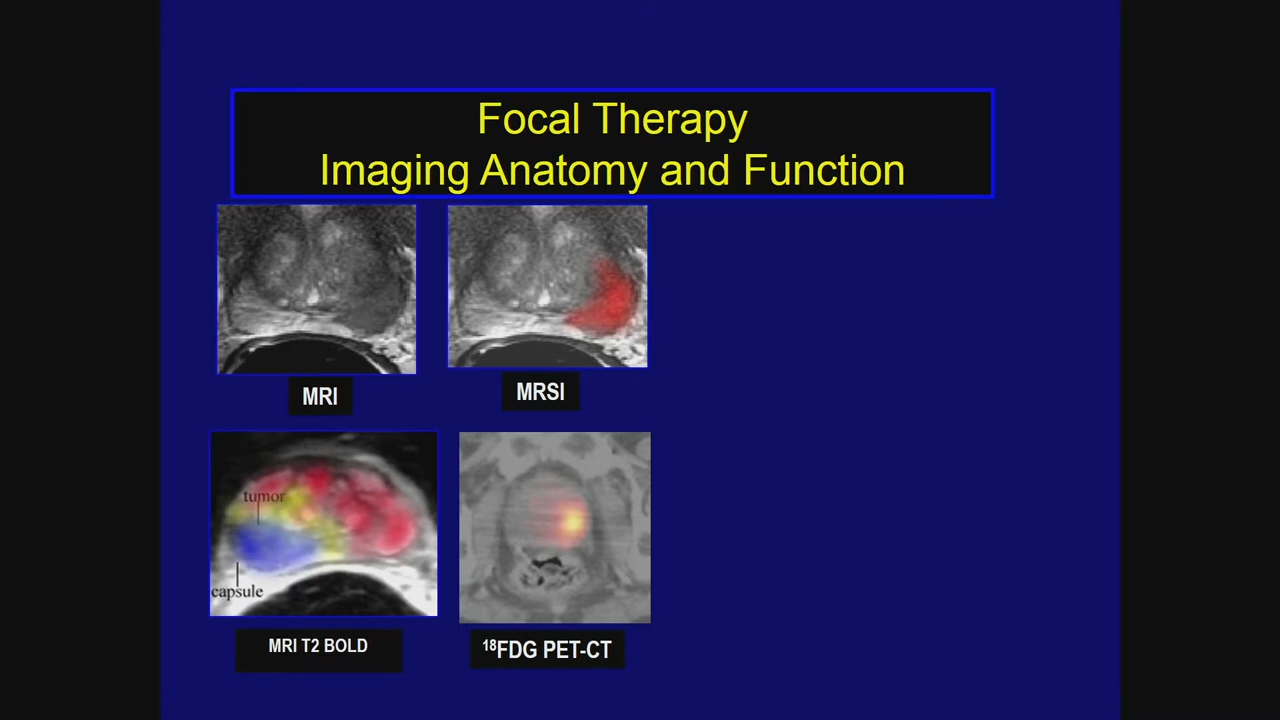 Focal Therapy
Imaging Anatomy and Function
MRI
MRSI
tumor
capsule
MRI T2 BOLD
¹⁸FDG PET-CT